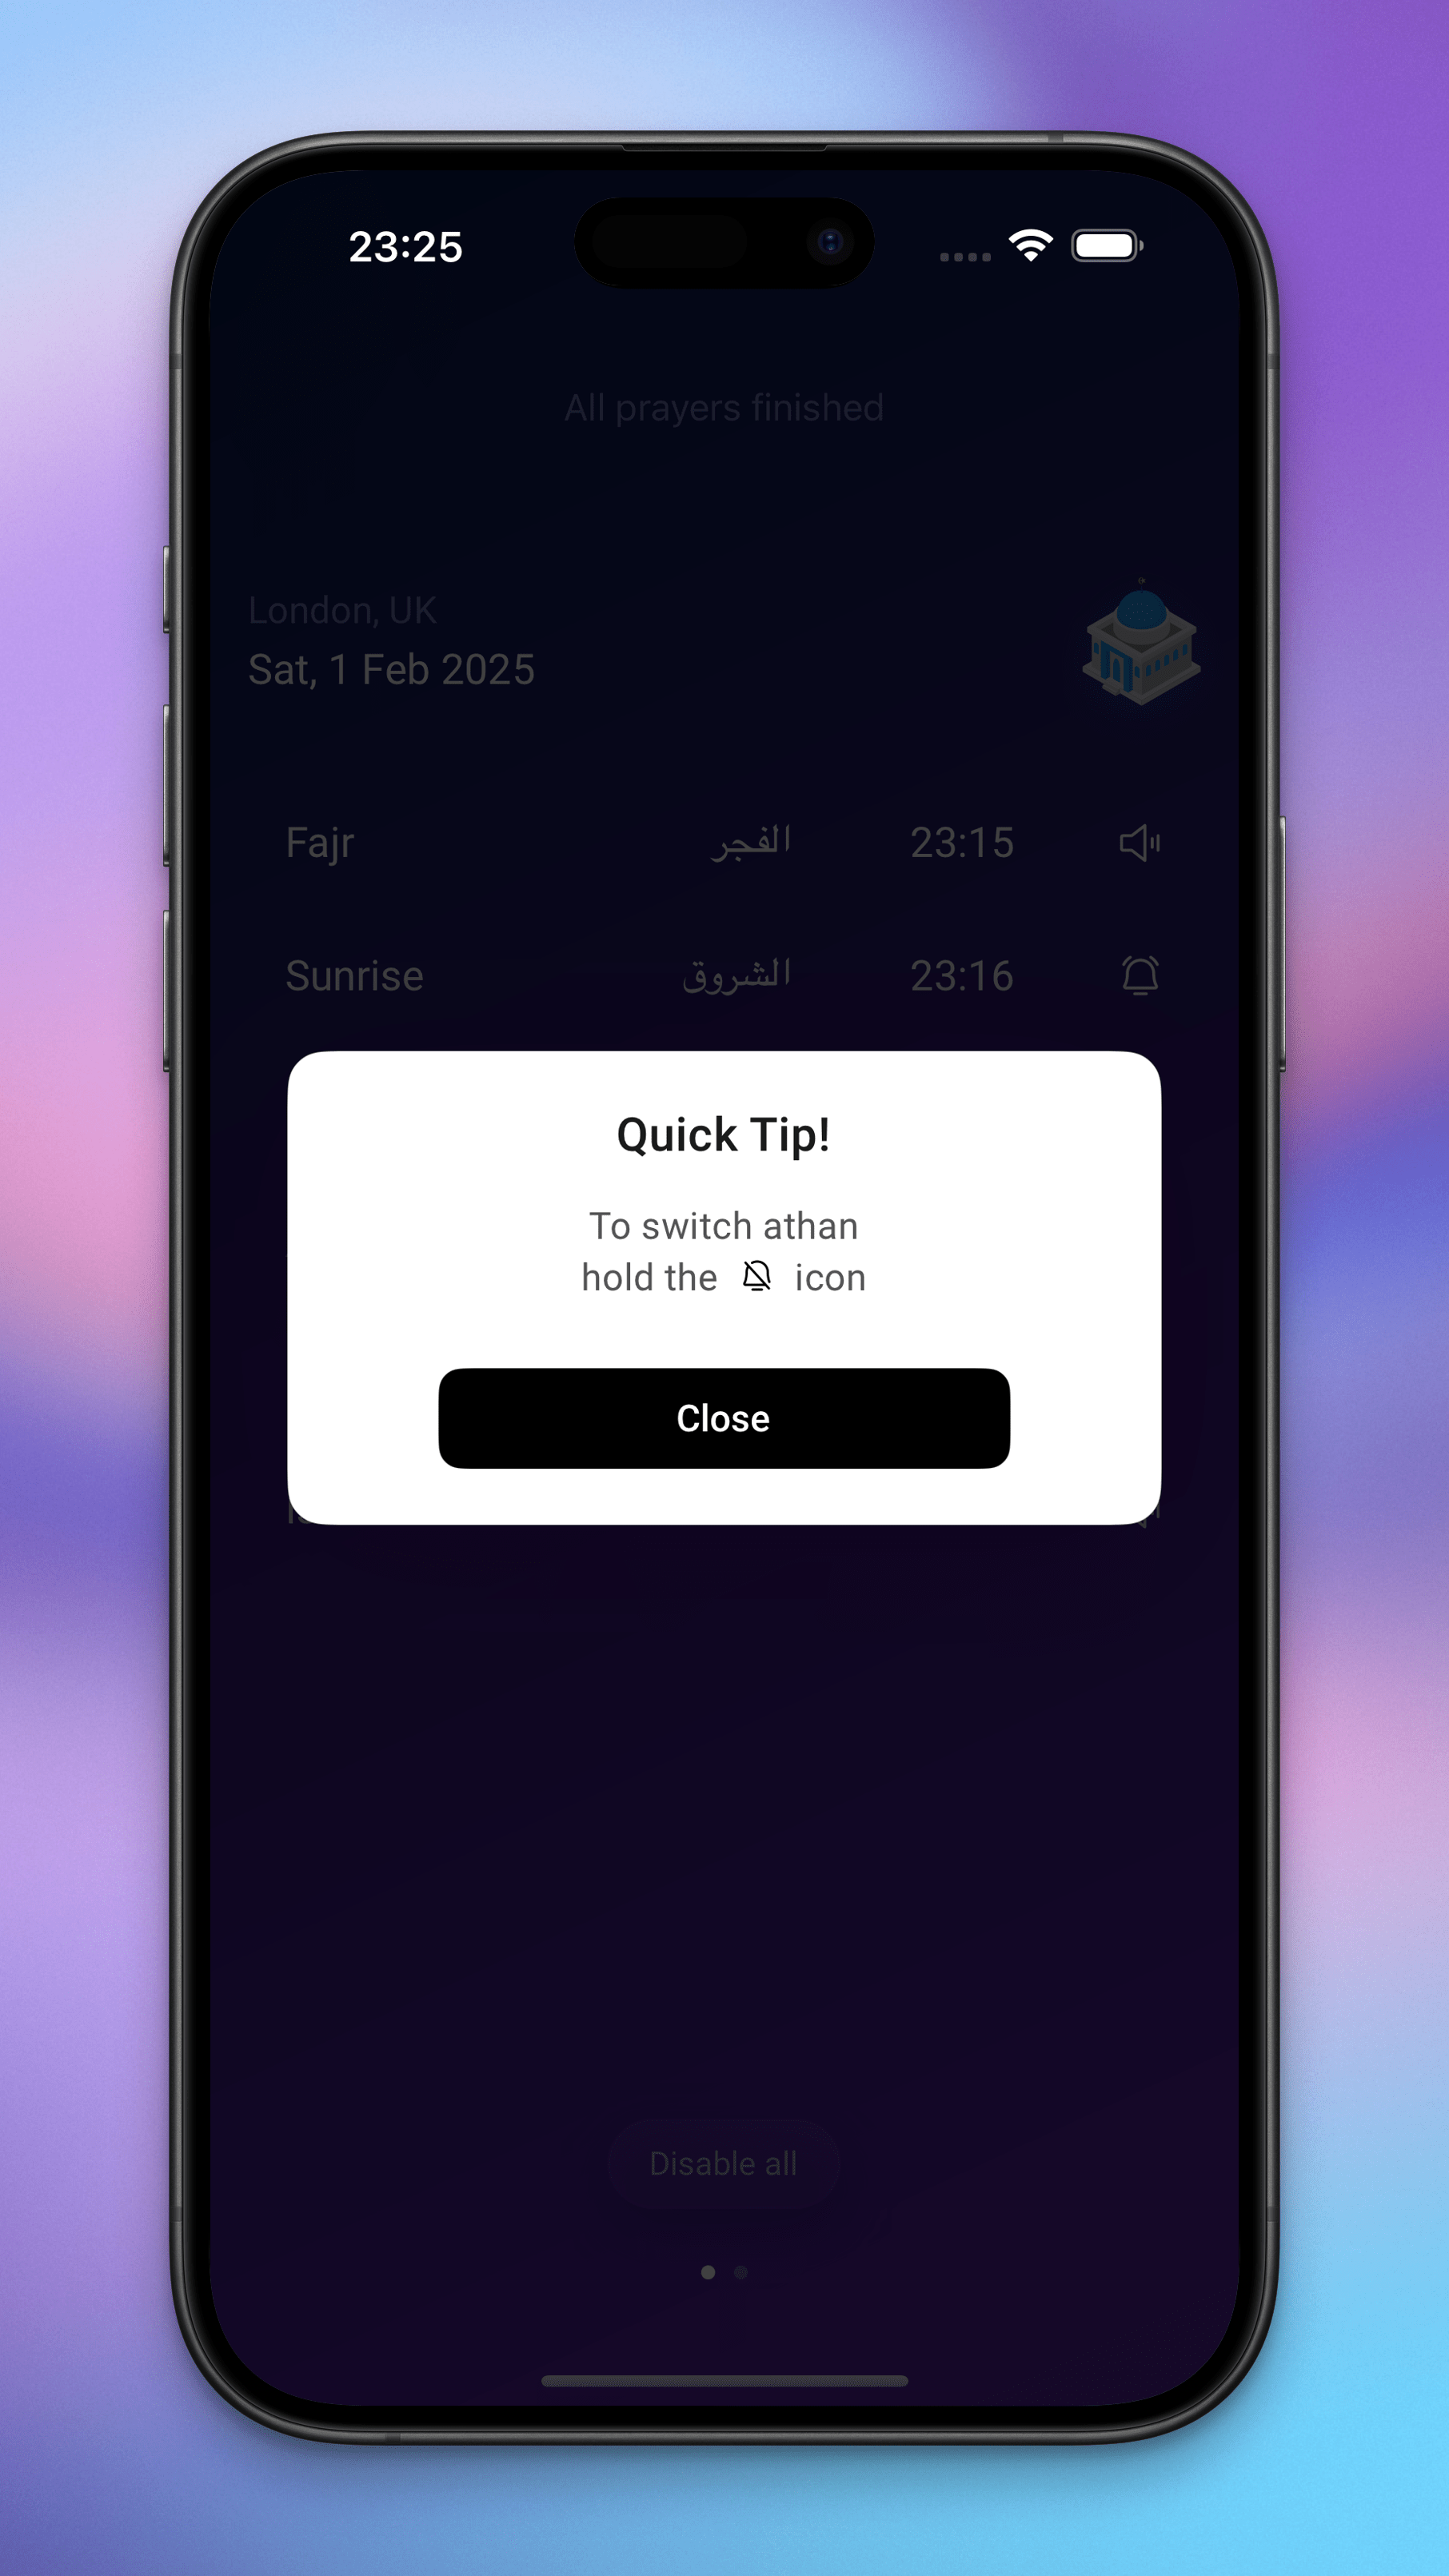 23:25
All prayers finished
London, UK
Sat, 1 Feb 2025
Fajr الفجر 23:15
Sunrise الشروق 23:16
Quick Tip!
To switch athan
hold the icon
Close
Disable all